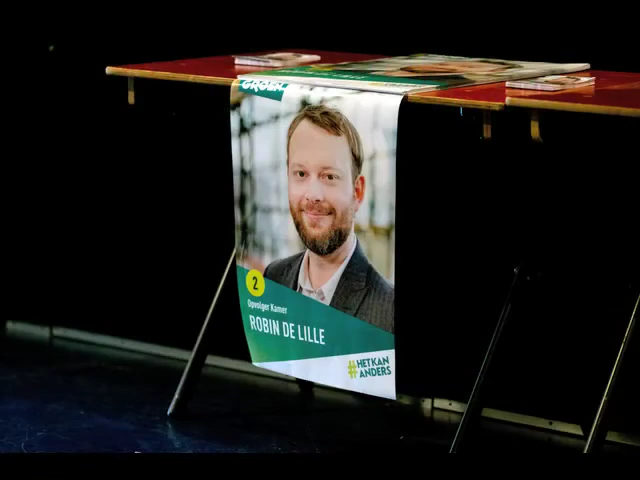 GROEN
2
Opvolger Kamer
ROBIN DE LILLE
#HETKAN
ANDERS